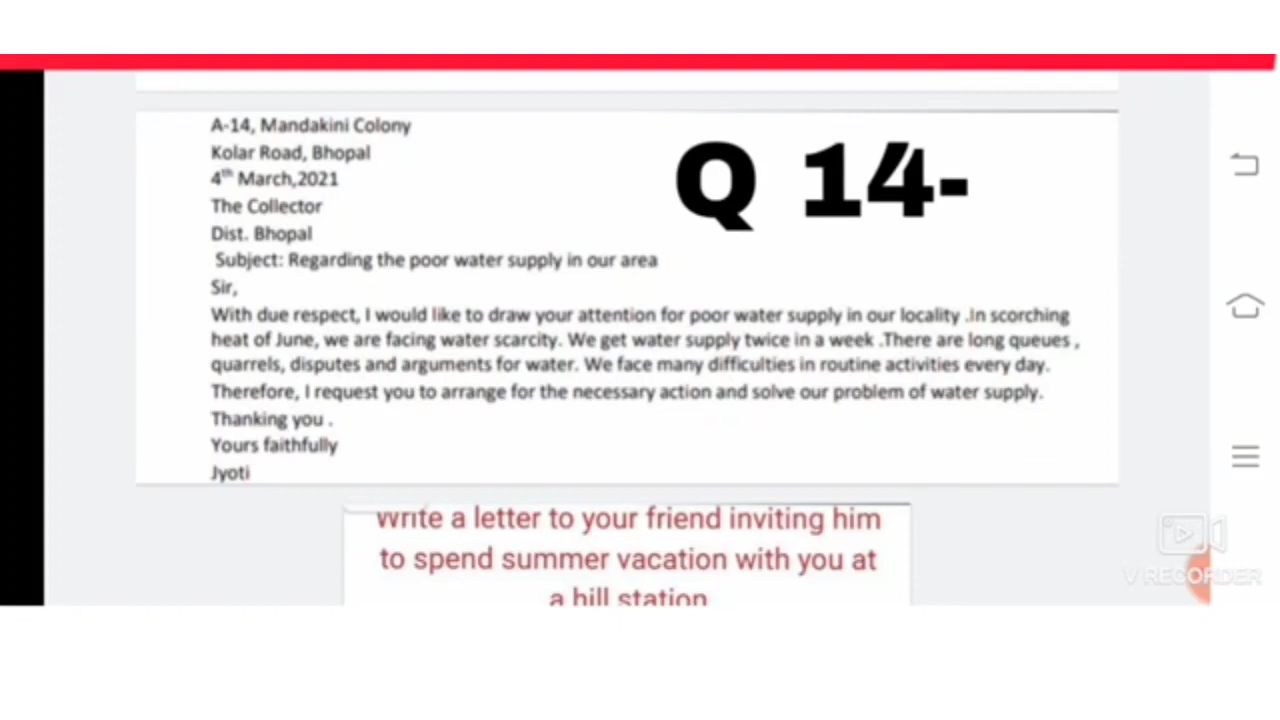 A-14, Mandakini Colony
Kolar Road, Bhopal
4th March,2021
The Collector
Dist. Bhopal
Subject: Regarding the poor water supply in our area
Sir,
With due respect, I would like to draw your attention for poor water supply in our locality .In scorching
heat of June, we are facing water scarcity. We get water supply twice in a week .There are long queues ,
quarrels, disputes and arguments for water. We face many difficulties in routine activities every day.
Therefore, I request you to arrange for the necessary action and solve our problem of water supply.
Thanking you .
Yours faithfully
Jyoti
Q 14-
write a letter to your friend inviting him
to spend summer vacation with you at
a hill station
V RECORDER